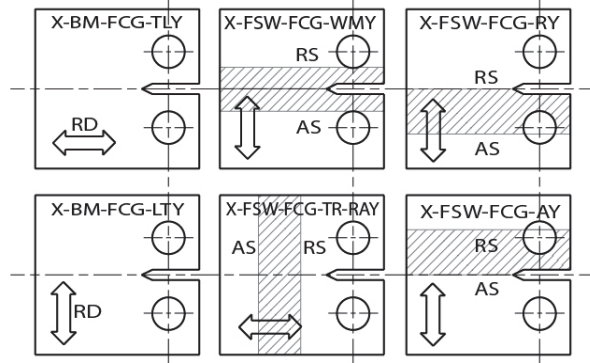 X-BM-FCG-TLY
RD
X-FSW-FCG-WMY
RS
AS
X-FSW-FCG-RY
RS
AS
X-BM-FCG-LTY
RD
X-FSW-FCG-TR-RAY
AS RS
X-FSW-FCG-AY
RS
AS